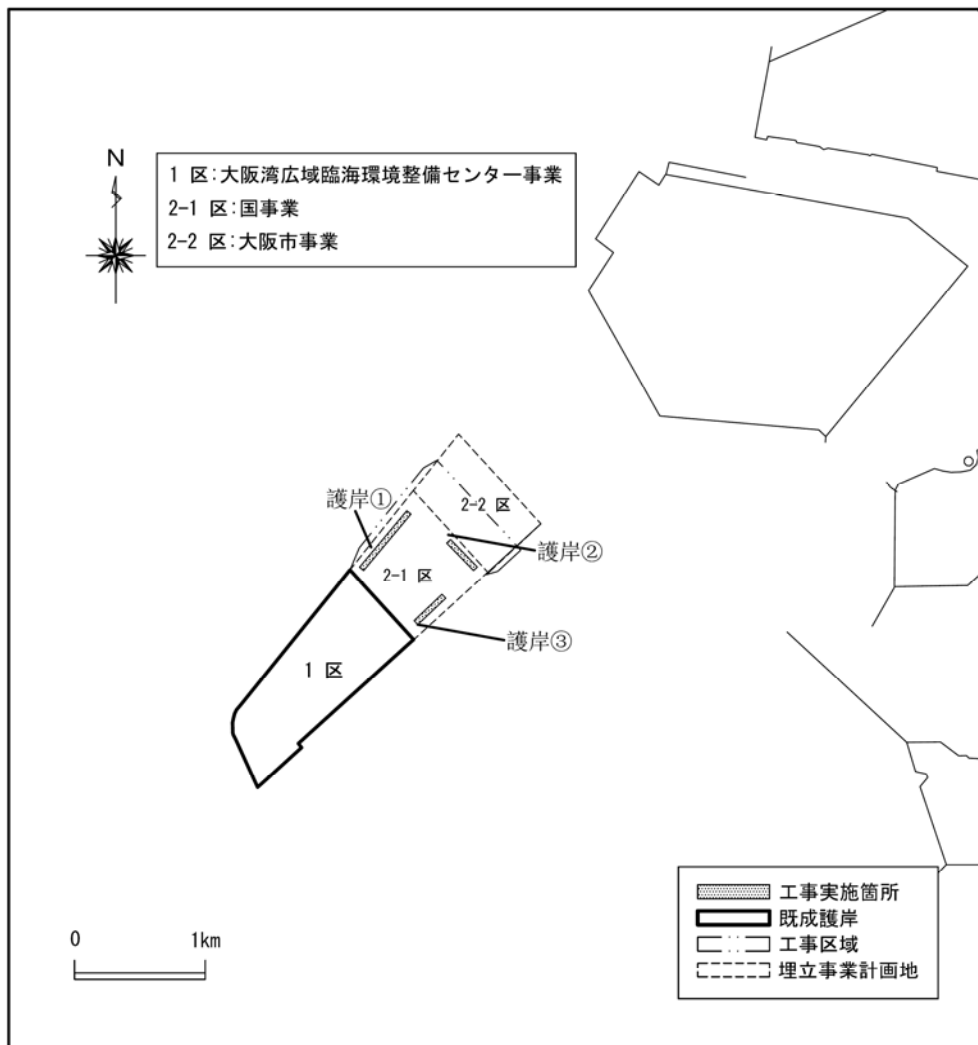 N
1 区:大阪湾広域臨海環境整備センター事業
2-1 区:国事業
2-2 区:大阪市事業
護岸①
2-2 区
護岸②
2-1 区
護岸③
1 区
0 1km
工事実施箇所
既成護岸
工事区域
埋立事業計画地